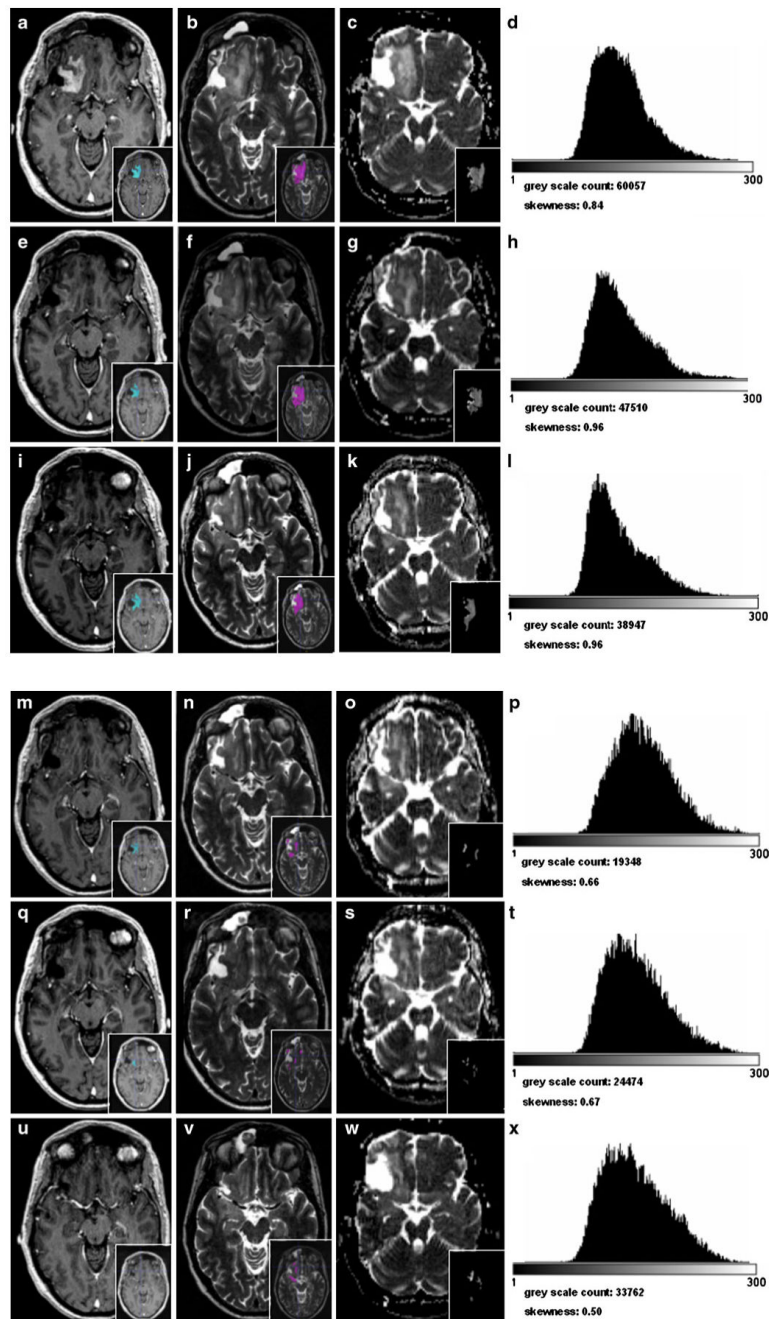 a b c d
1 300
grey scale count: 60057
skewness: 0.84
e f g h
1 300
grey scale count: 47510
skewness: 0.96
i j k l
1 300
grey scale count: 38947
skewness: 0.96
m n o p
1 300
grey scale count: 19348
skewness: 0.66
q r s t
1 300
grey scale count: 24474
skewness: 0.67
u v w x
1 300
grey scale count: 33762
skewness: 0.50